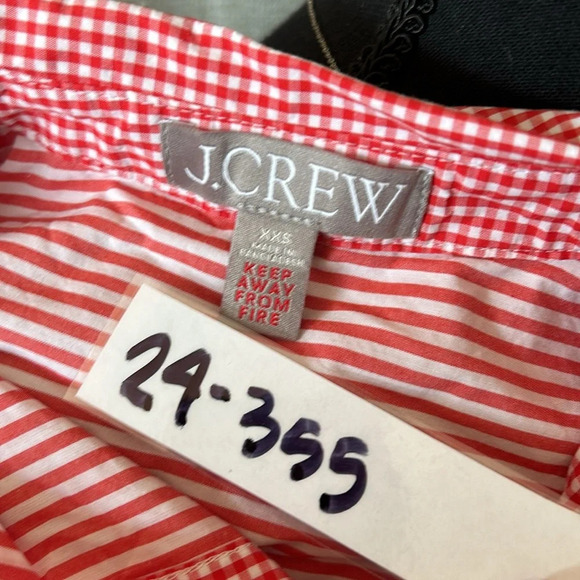 J.CREW
XXS
MADE IN
BANGLADESH
KEEP
AWAY
FROM
FIRE
24-355